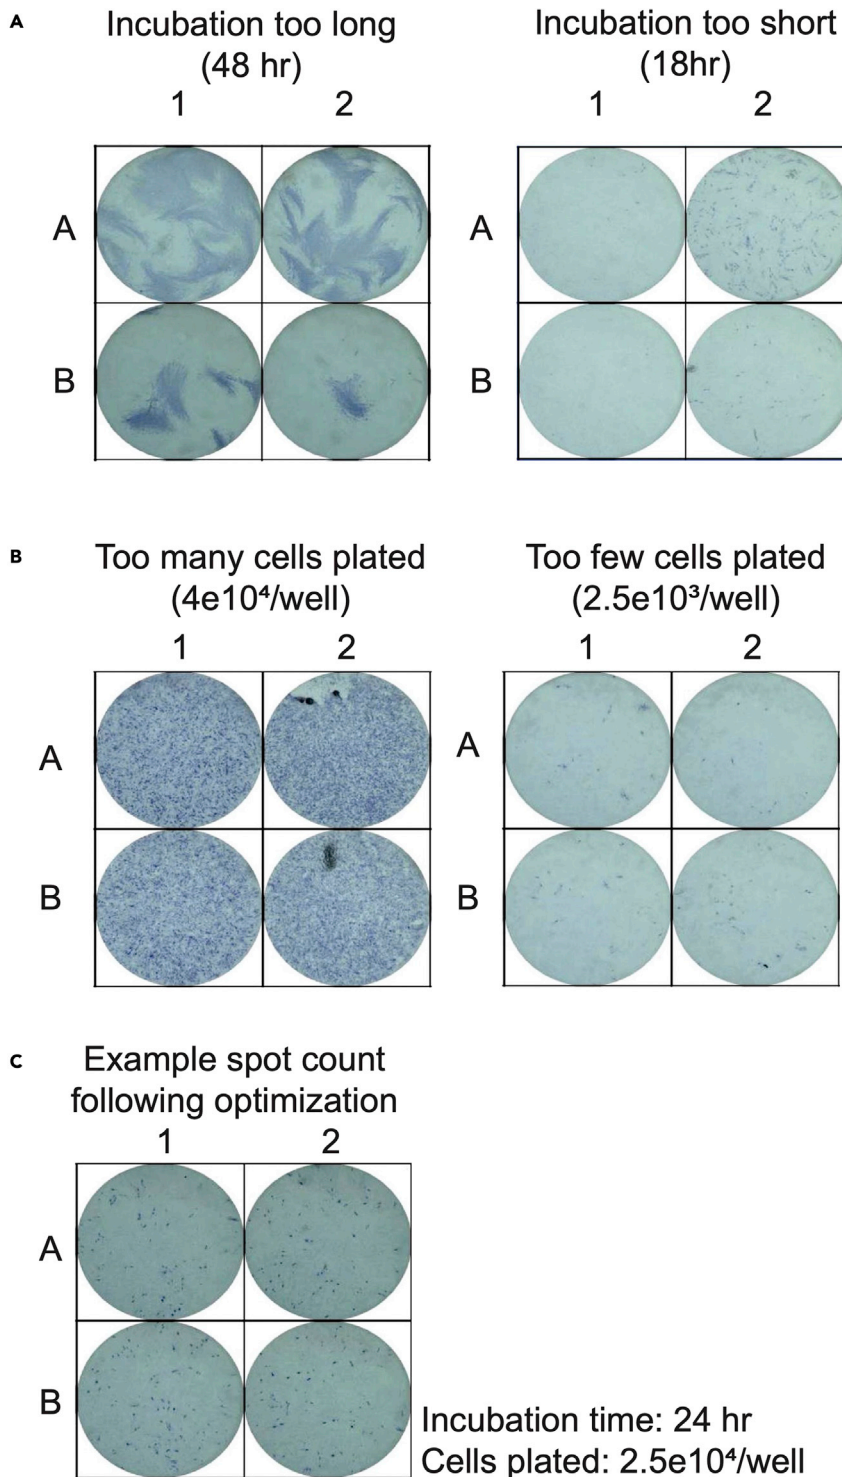 A
Incubation too long
(48 hr)
1 2
A
B
Incubation too short
(18hr)
1 2
A
B
B
Too many cells plated
(4e10⁴/well)
1 2
A
B
Too few cells plated
(2.5e10³/well)
1 2
A
B
C
Example spot count
following optimization
1 2
A
B
Incubation time: 24 hr
Cells plated: 2.5e10⁴/well